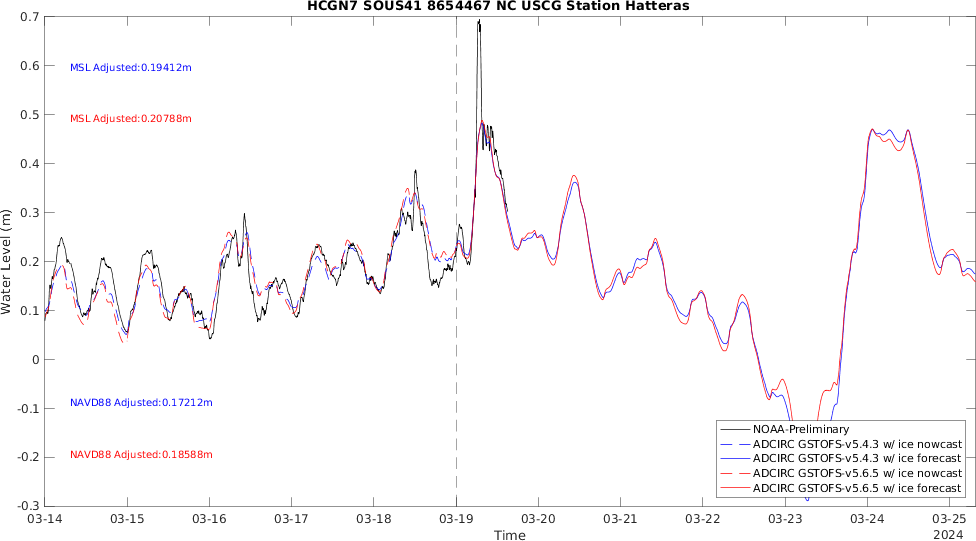 HCGN7 SOUS41 8654467 NC USCG Station Hatteras
0.7
0.6
MSL Adjusted:0.19412m
0.5
MSL Adjusted:0.20788m
0.4
0.3
Water Level (m)
0.2
0.1
0
-0.1
NAVD88 Adjusted:0.17212m
-0.2
NAVD88 Adjusted:0.18588m
-0.3
NOAA-Preliminary
ADCIRC GSTOFS-v5.4.3 w/ ice nowcast
ADCIRC GSTOFS-v5.4.3 w/ ice forecast
ADCIRC GSTOFS-v5.6.5 w/ ice nowcast
ADCIRC GSTOFS-v5.6.5 w/ ice forecast
03-14 03-15 03-16 03-17 03-18 03-19 03-20 03-21 03-22 03-23 03-24 03-25
Time
2024